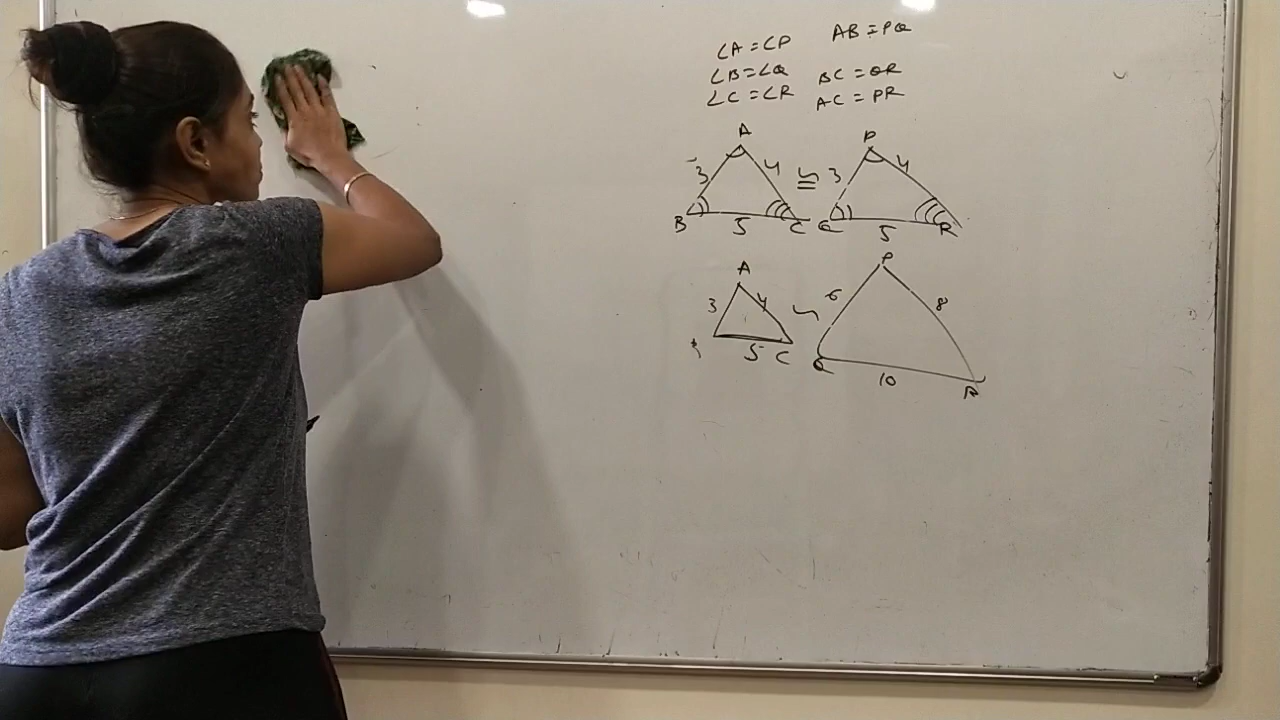 ∠A = ∠P AB = PQ
∠B = ∠Q BC = QR
∠C = ∠R AC = PR
A P
3 4 ≅ 3 4
B 5 C Q 5 R
A P
3 4 ∽ 6 8
5 C Q 10 R